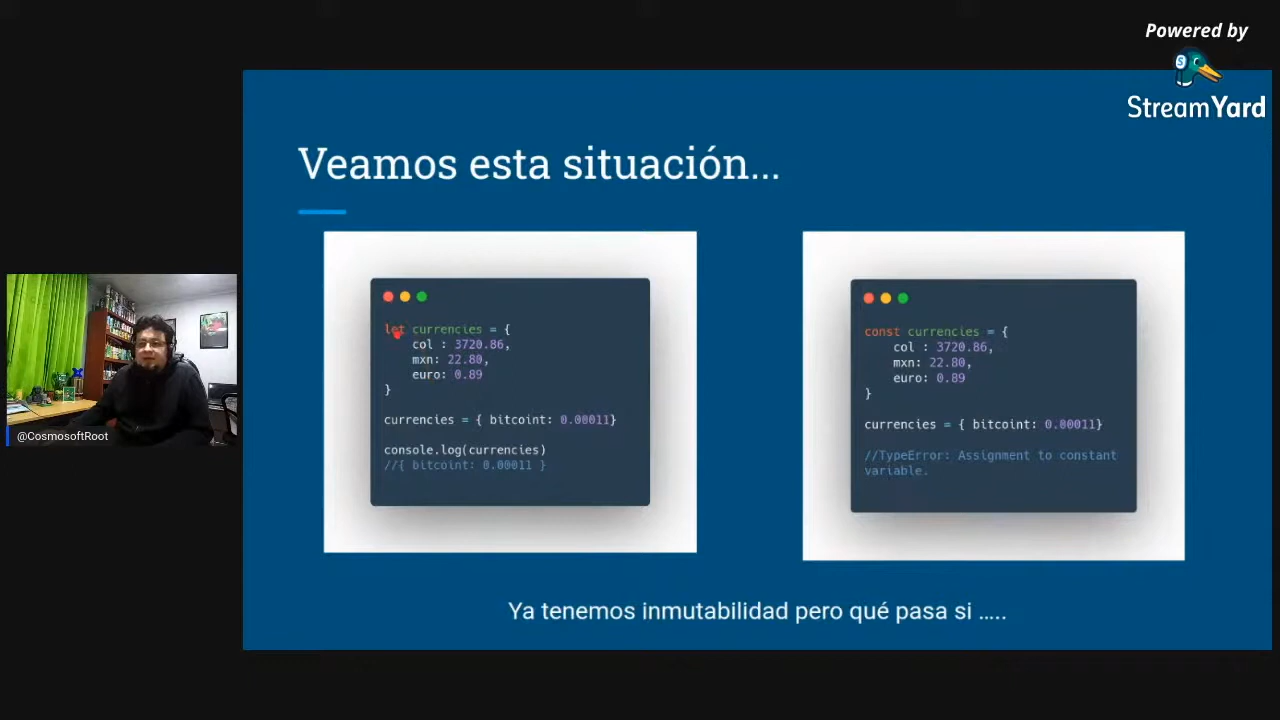 Powered by
StreamYard
Veamos esta situación...
let currencies = {
col : 3720.86,
mxn: 22.80,
euro: 0.89
}
currencies = { bitcoint: 0.00011}
console.log(currencies)
//{ bitcoint: 0.00011 }
const currencies = {
col : 3720.86,
mxn: 22.80,
euro: 0.89
}
currencies = { bitcoint: 0.00011}
//TypeError: Assignment to constant
variable.
@CosmosoftRoot
Ya tenemos inmutabilidad pero qué pasa si .....